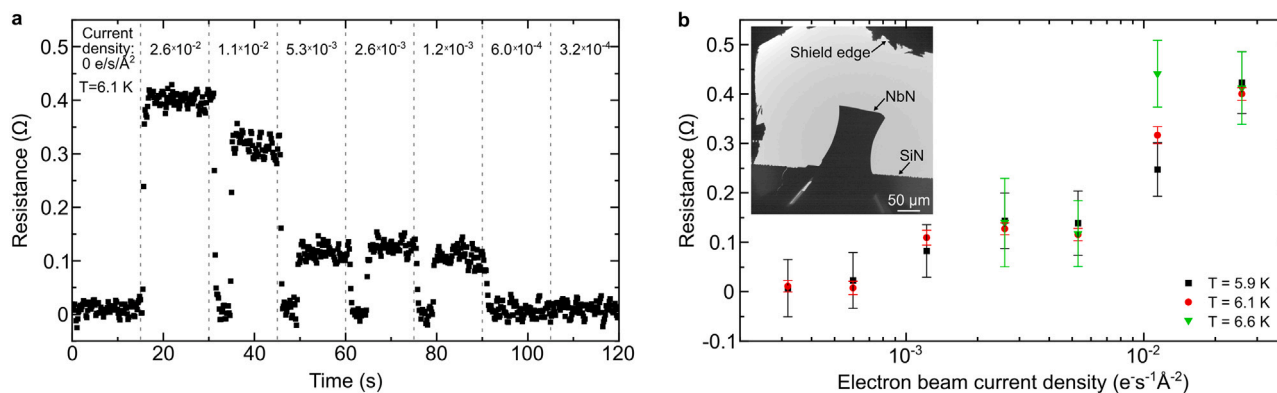 a
Current
density:
0 e/s/Å²
T=6.1 K
2.6×10⁻²
1.1×10⁻²
5.3×10⁻³
2.6×10⁻³
1.2×10⁻³
6.0×10⁻⁴
3.2×10⁻⁴
Resistance (Ω)
0.5
0.4
0.3
0.2
0.1
0
0 20 40 60 80 100 120
Time (s)
b
Shield edge
NbN
SiN
50 μm
Resistance (Ω)
0.5
0.4
0.3
0.2
0.1
0
-0.1
T = 5.9 K
T = 6.1 K
T = 6.6 K
10⁻³ 10⁻²
Electron beam current density (e⁻s⁻¹Å⁻²)